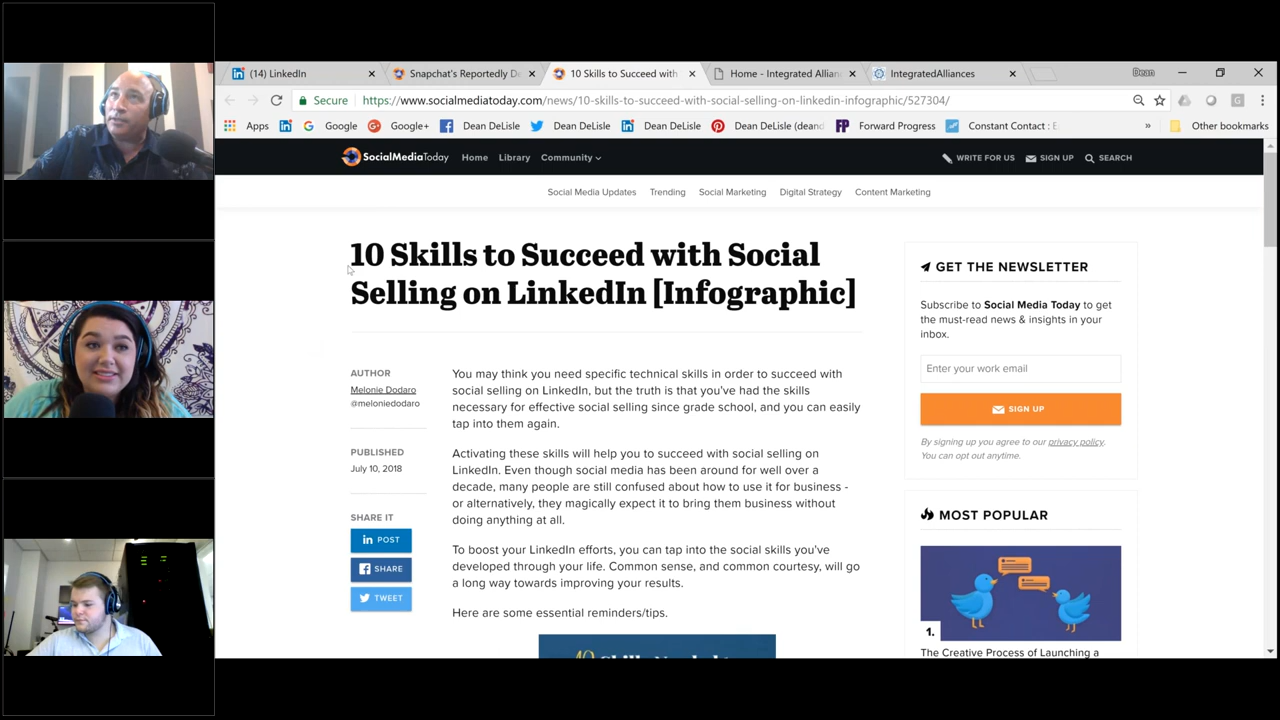 (14) LinkedIn
Snapchat's Reportedly De
10 Skills to Succeed with
Home - Integrated Allian
IntegratedAlliances
Dean
Secure
https://www.socialmediatoday.com/news/10-skills-to-succeed-with-social-selling-on-linkedin-infographic/527304/
Apps
Google
Google+
Dean DeLisle
Dean DeLisle
Dean DeLisle
Dean DeLisle (deand
Forward Progress
Constant Contact : E
»
Other bookmarks
SocialMediaToday
Home
Library
Community
WRITE FOR US
SIGN UP
SEARCH
Social Media Updates
Trending
Social Marketing
Digital Strategy
Content Marketing
10 Skills to Succeed with Social
Selling on LinkedIn [Infographic]
AUTHOR
Melonie Dodaro
@meloniedodaro
PUBLISHED
July 10, 2018
SHARE IT
in POST
SHARE
TWEET
You may think you need specific technical skills in order to succeed with
social selling on LinkedIn, but the truth is that you've had the skills
necessary for effective social selling since grade school, and you can easily
tap into them again.
Activating these skills will help you to succeed with social selling on
LinkedIn. Even though social media has been around for well over a
decade, many people are still confused about how to use it for business -
or alternatively, they magically expect it to bring them business without
doing anything at all.
To boost your LinkedIn efforts, you can tap into the social skills you've
developed through your life. Common sense, and common courtesy, will go
a long way towards improving your results.
Here are some essential reminders/tips.
GET THE NEWSLETTER
Subscribe to Social Media Today to get
the must-read news & insights in your
inbox.
Enter your work email
SIGN UP
By signing up you agree to our privacy policy.
You can opt out anytime.
MOST POPULAR
1.
The Creative Process of Launching a